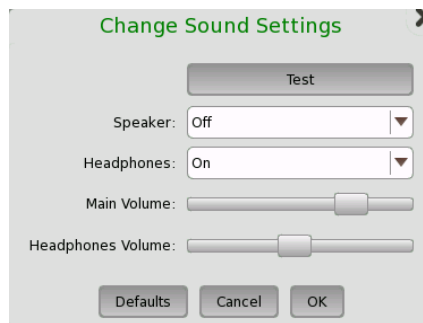 Change Sound Settings
Test
Speaker: Off
Headphones: On
Main Volume:
Headphones Volume:
Defaults Cancel OK